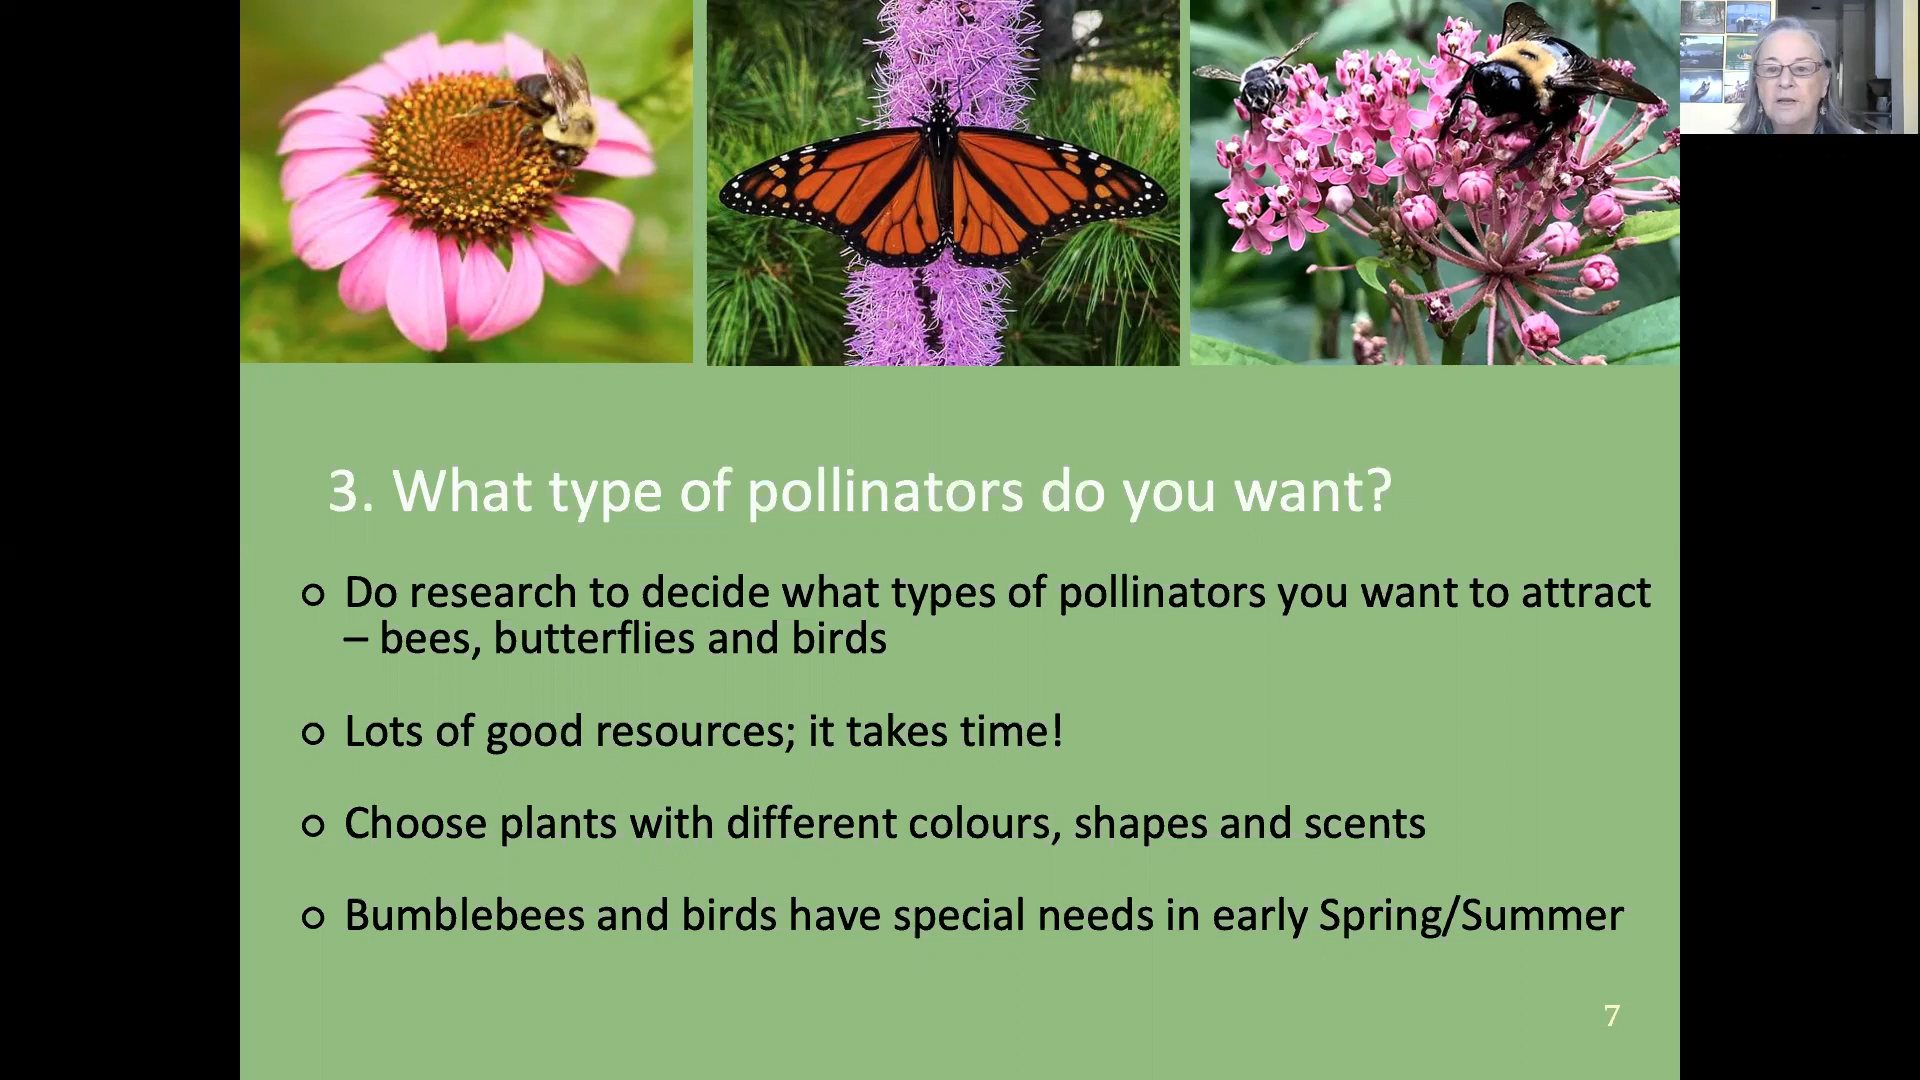 3. What type of pollinators do you want?
○ Do research to decide what types of pollinators you want to attract
– bees, butterflies and birds
○ Lots of good resources; it takes time!
○ Choose plants with different colours, shapes and scents
○ Bumblebees and birds have special needs in early Spring/Summer
7